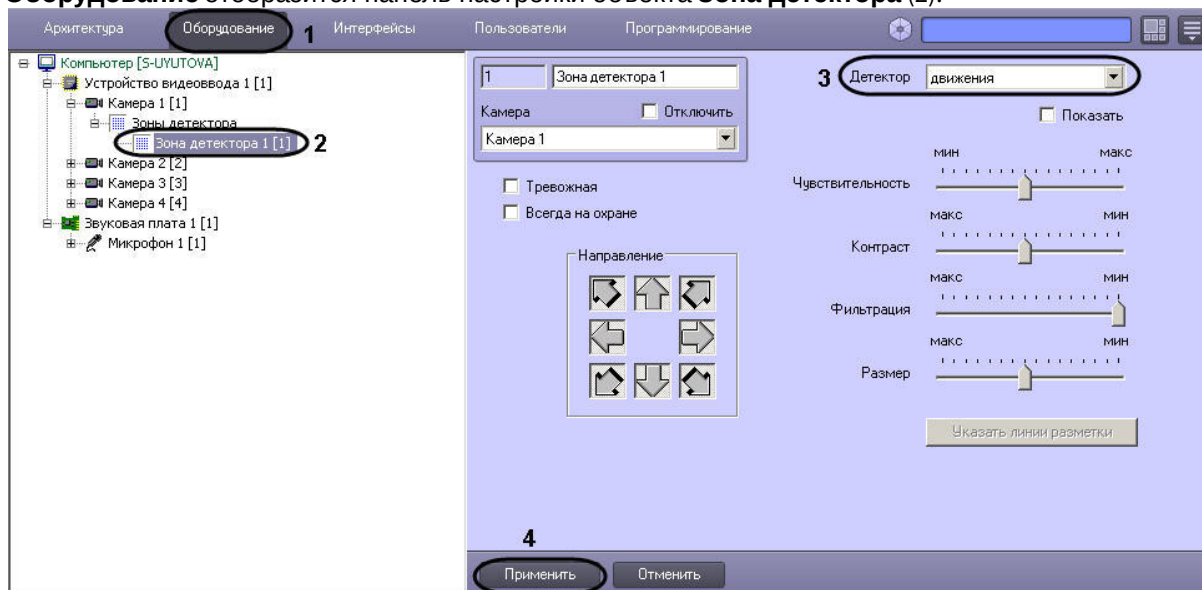 Оборудование отобразится панель настройки объекта Зона детектора (2).
Архитектура Оборудование 1 Интерфейсы Пользователи Программирование
Компьютер [S-UYUTOVA]
Устройство видеоввода 1 [1]
Камера 1 [1]
Зоны детектора
Зона детектора 1 [1] 2
Камера 2 [2]
Камера 3 [3]
Камера 4 [4]
Звуковая плата 1 [1]
Микрофон 1 [1]
1 Зона детектора 1
Камера Отключить
Камера 1
Тревожная
Всегда на охране
Направление
3 Детектор движения
Показать
мин макс
Чувствительность
макс мин
Контраст
макс мин
Фильтрация
макс мин
Размер
Указать линии разметки
4
Применить Отменить